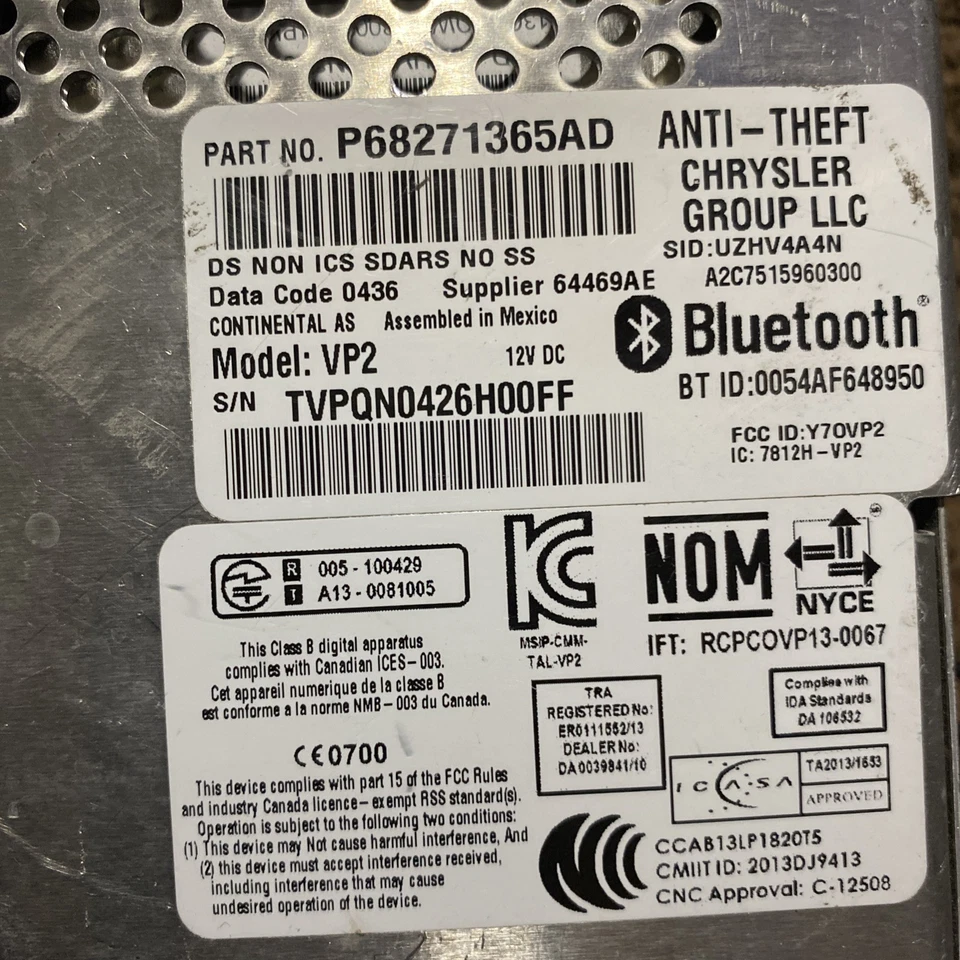 PART NO. P68271365AD
ANTI-THEFT
CHRYSLER
GROUP LLC
SID:UZHV4A4N
A2C7515960300
DS NON ICS SDARS NO SS
Data Code 0436 Supplier 64469AE
CONTINENTAL AS Assembled in Mexico
Model: VP2 12V DC
S/N TVPQN0426H00FF
Bluetooth®
BT ID:0054AF648950
FCC ID:Y7OVP2
IC: 7812H-VP2
R 005-100429
T A13-0081005
MSIP-CMM-
TAL-VP2
NOM
NYCE
IFT: RCPCOVP13-0067
This Class B digital apparatus
complies with Canadian ICES-003.
Cet appareil numerique de la classe B
est conforme a la norme NMB-003 du Canada.
CE0700
This device complies with part 15 of the FCC Rules
and industry Canada licence-exempt RSS standard(s).
Operation is subject to the following two conditions:
(1) This device may Not cause harmful interference, And
(2) this device must accept interference received,
including interference that may cause
undesired operation of the device.
TRA
REGISTERED No:
ER0111552/13
DEALER No:
DA0039841/10
Complies with
IDA Standards
DA 106532
ICASA
TA2013/1653
APPROVED
CCAB13LP1820T5
CMIIT ID: 2013DJ9413
CNC Approval: C-12508